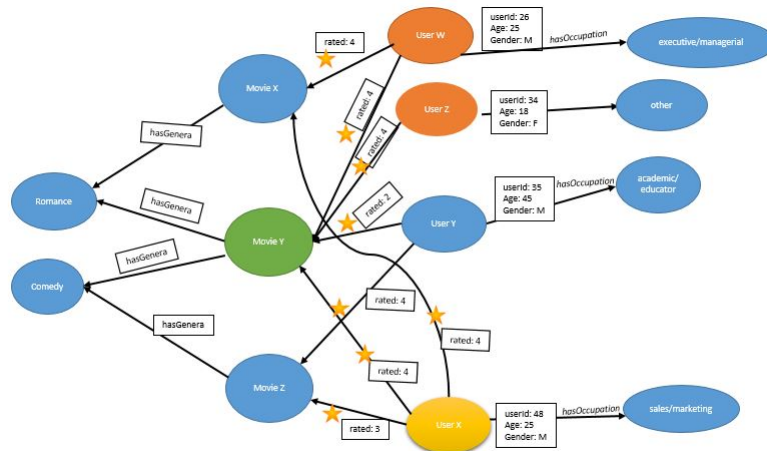 User W
userId: 26
Age: 25
Gender: M
hasOccupation
executive/managerial
rated: 4
Movie X
rated: 4
User Z
userId: 34
Age: 18
Gender: F
other
rated: 4
hasGenera
userId: 35
Age: 45
Gender: M
hasOccupation
academic/
educator
Romance
hasGenera
rated: 2
User Y
Movie Y
hasGenera
Comedy
rated: 4
hasGenera
rated: 4
rated: 4
Movie Z
userId: 48
Age: 25
Gender: M
hasOccupation
sales/marketing
rated: 3
User X